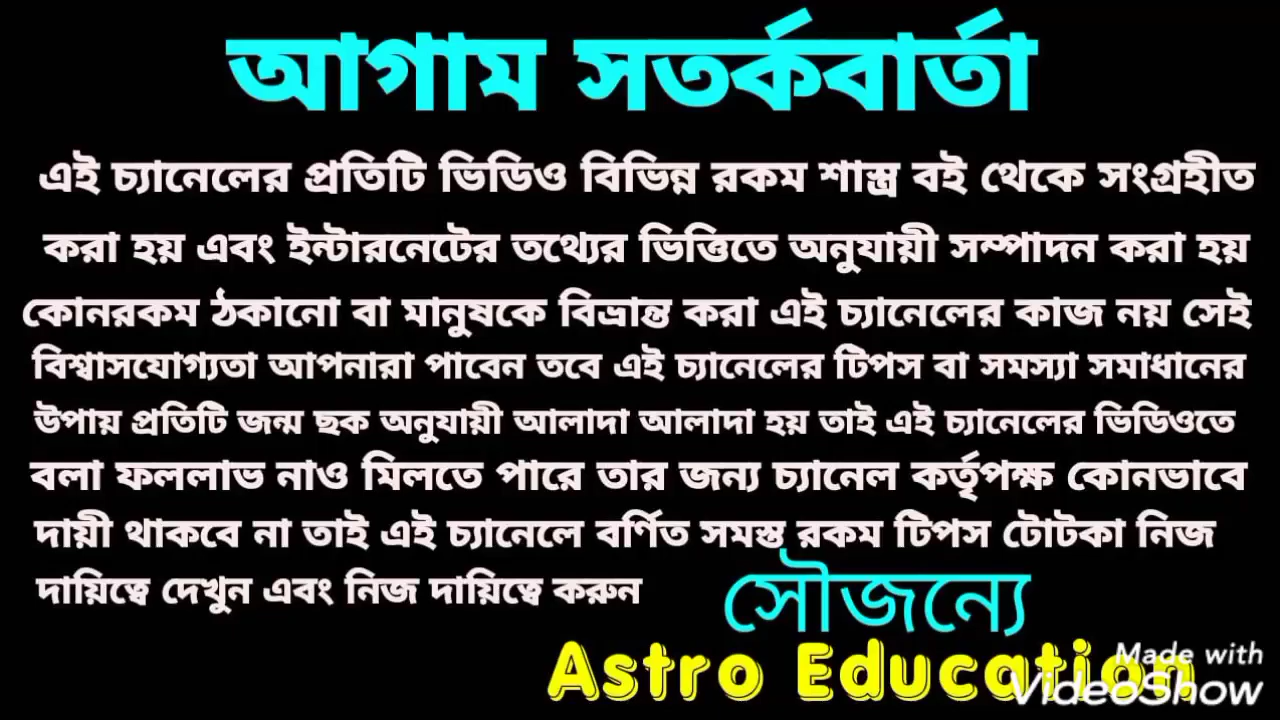 আগাম সতর্কবার্তা
এই চ্যানেলের প্রতিটি ভিডিও বিভিন্ন রকম শাস্ত্র বই থেকে সংগ্রহীত
করা হয় এবং ইন্টারনেটের তথ্যের ভিত্তিতে অনুযায়ী সম্পাদন করা হয়
কোনরকম ঠকানো বা মানুষকে বিভ্রান্ত করা এই চ্যানেলের কাজ নয় সেই
বিশ্বাসযোগ্যতা আপনারা পাবেন তবে এই চ্যানেলের টিপস বা সমস্যা সমাধানের
উপায় প্রতিটি জন্ম ছক অনুযায়ী আলাদা আলাদা হয় তাই এই চ্যানেলের ভিডিওতে
বলা ফললাভ নাও মিলতে পারে তার জন্য চ্যানেল কর্তৃপক্ষ কোনভাবে
দায়ী থাকবে না তাই এই চ্যানেলে বর্ণিত সমস্ত রকম টিপস টোটকা নিজ
দায়িত্বে দেখুন এবং নিজ দায়িত্বে করুন
সৌজন্যে
Astro Education
Made with
VideoShow